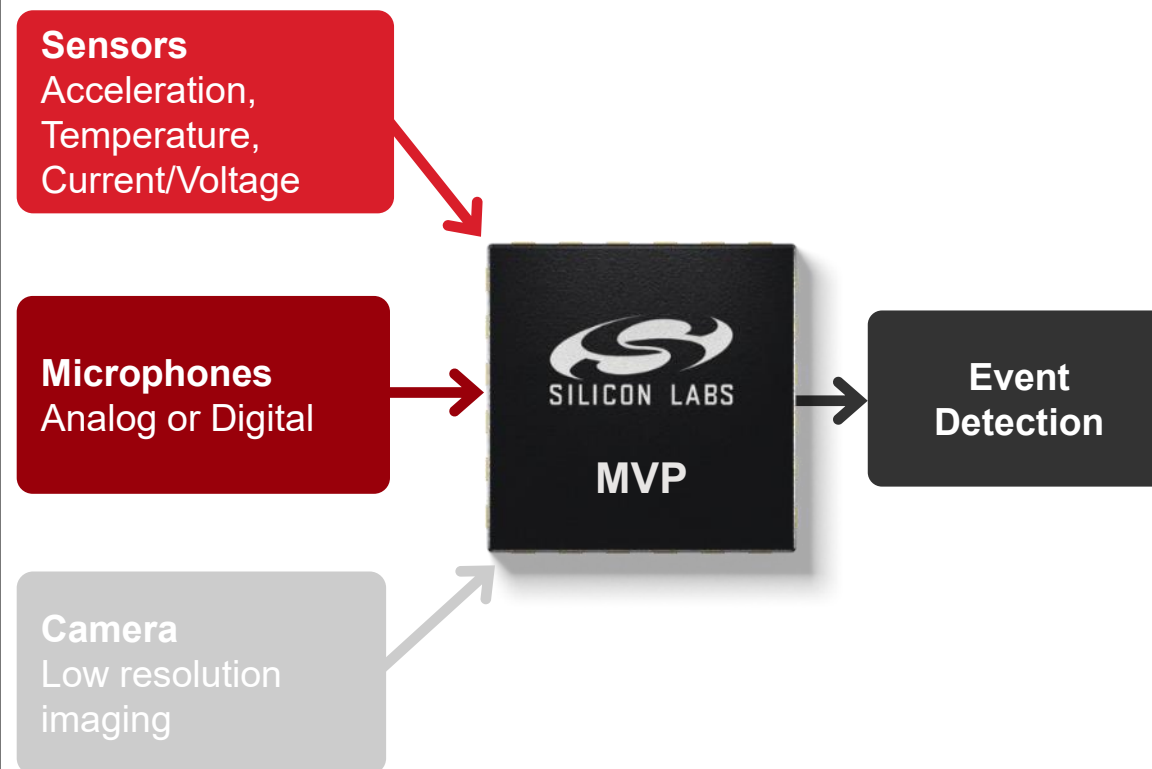 Sensors
Acceleration,
Temperature,
Current/Voltage
Microphones
Analog or Digital
Camera
Low resolution
imaging
SILICON LABS
MVP
Event
Detection